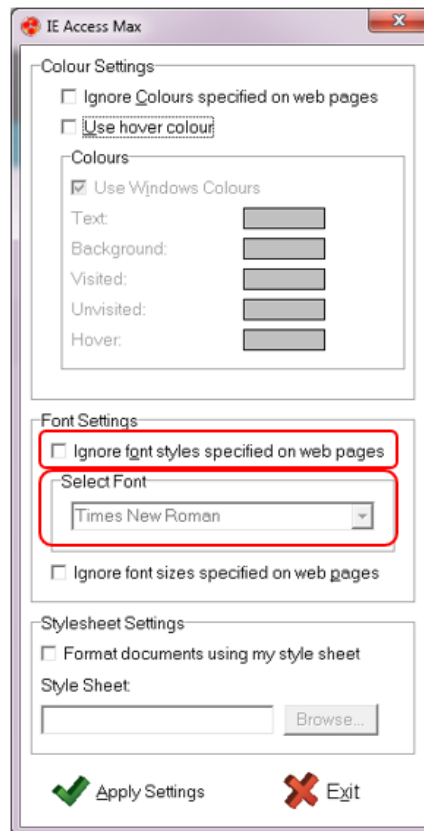 IE Access Max
x
Colour Settings
Ignore Colours specified on web pages
Use hover colour
Colours
Use Windows Colours
Text:
Background:
Visited:
Unvisited:
Hover:
Font Settings
Ignore font styles specified on web pages
Select Font
Times New Roman
Ignore font sizes specified on web pages
Stylesheet Settings
Format documents using my style sheet
Style Sheet:
Browse...
Apply Settings Exit